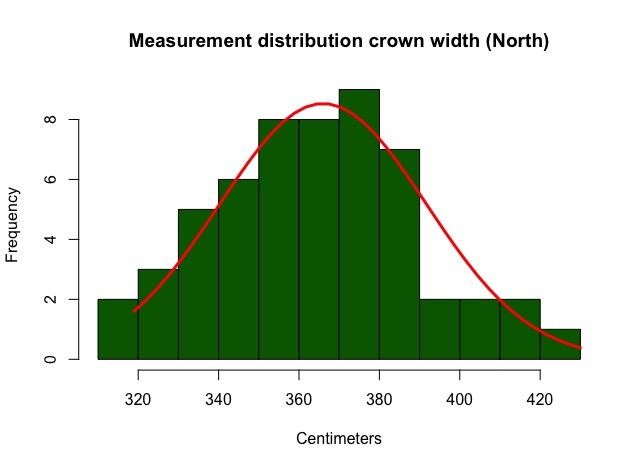 Measurement distribution crown width (North)
Frequency
8
6
4
2
0
320 340 360 380 400 420
Centimeters